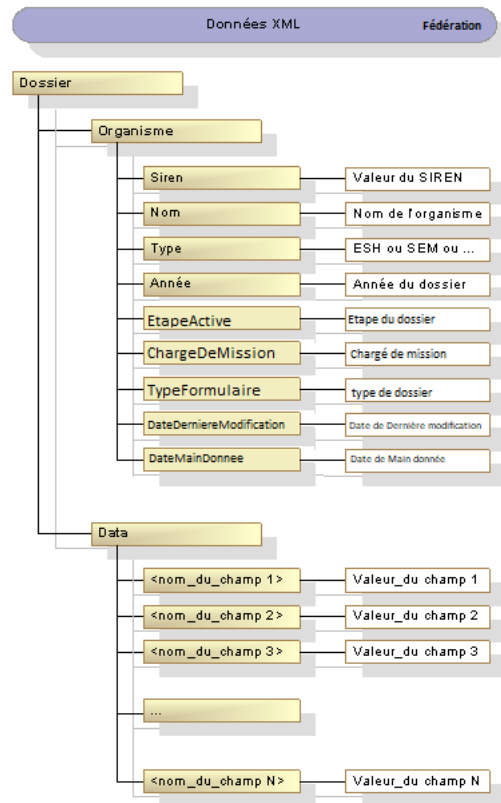 Données XML Fédération
Dossier
Organisme
Siren Valeur du SIREN
Nom Nom de l'organisme
Type ESH ou SEM ou ...
Année Année du dossier
EtapeActive Etape du dossier
ChargeDeMission Chargé de mission
TypeFormulaire type de dossier
DateDerniereModification Date de Dernière modification
DateMainDonnee Date de Main donnée
Data
<nom_du_champ 1> Valeur_du champ 1
<nom_du_champ 2> Valeur_du champ 2
<nom_du_champ 3> Valeur_du champ 3
...
<nom_du_champ N> Valeur_du champ N